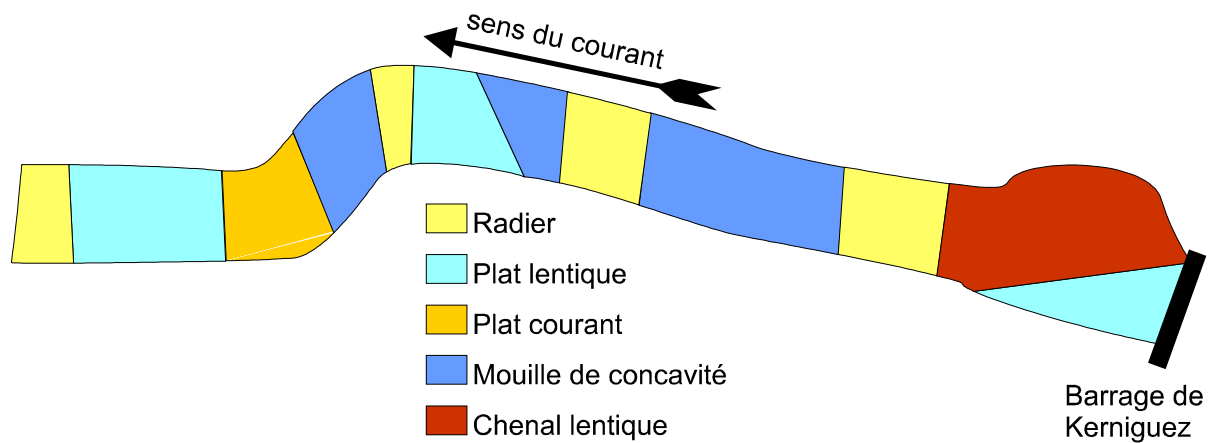 sens du courant
Radier
Plat lentique
Plat courant
Mouille de concavité
Chenal lentique
Barrage de
Kerniguez